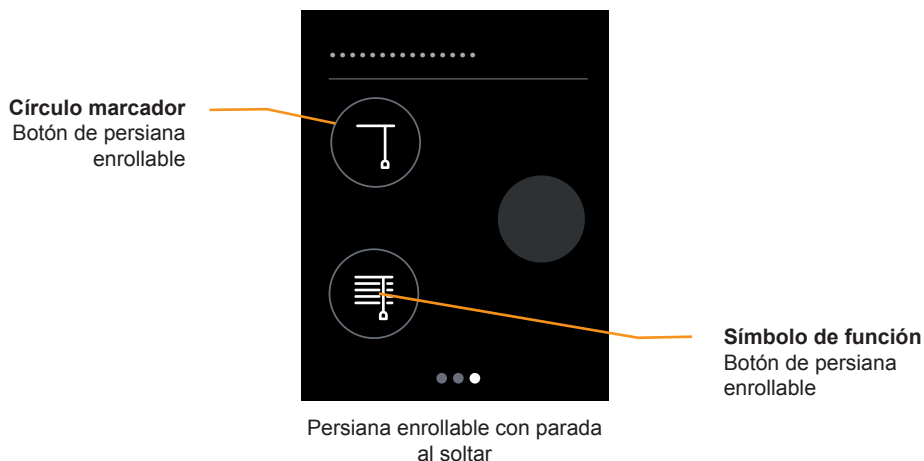 Círculo marcador
Botón de persiana
enrollable
Símbolo de función
Botón de persiana
enrollable
Persiana enrollable con parada
al soltar